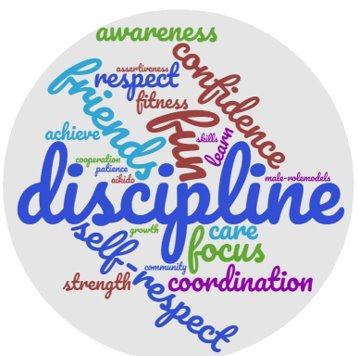 awareness
confidence
assertiveness
respect
friends
fitness
fun
skills
learn
achieve
cooperation
patience
aikido
male-rolemodels
discipline
growth
care
self-respect
focus
community
strength
coordination